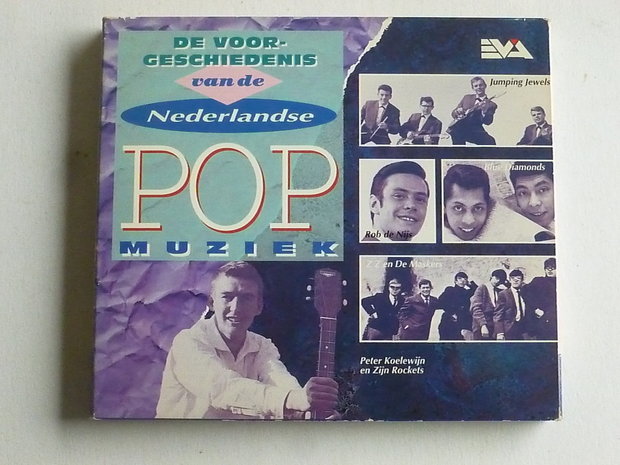 DE VOOR-
GESCHIEDENIS
van de
Nederlandse
POP
MUZIEK
EVA
Jumping Jewels
Rob de Nijs
Blue Diamonds
ZZ en De Maskers
Peter Koelewijn
en Zijn Rockets